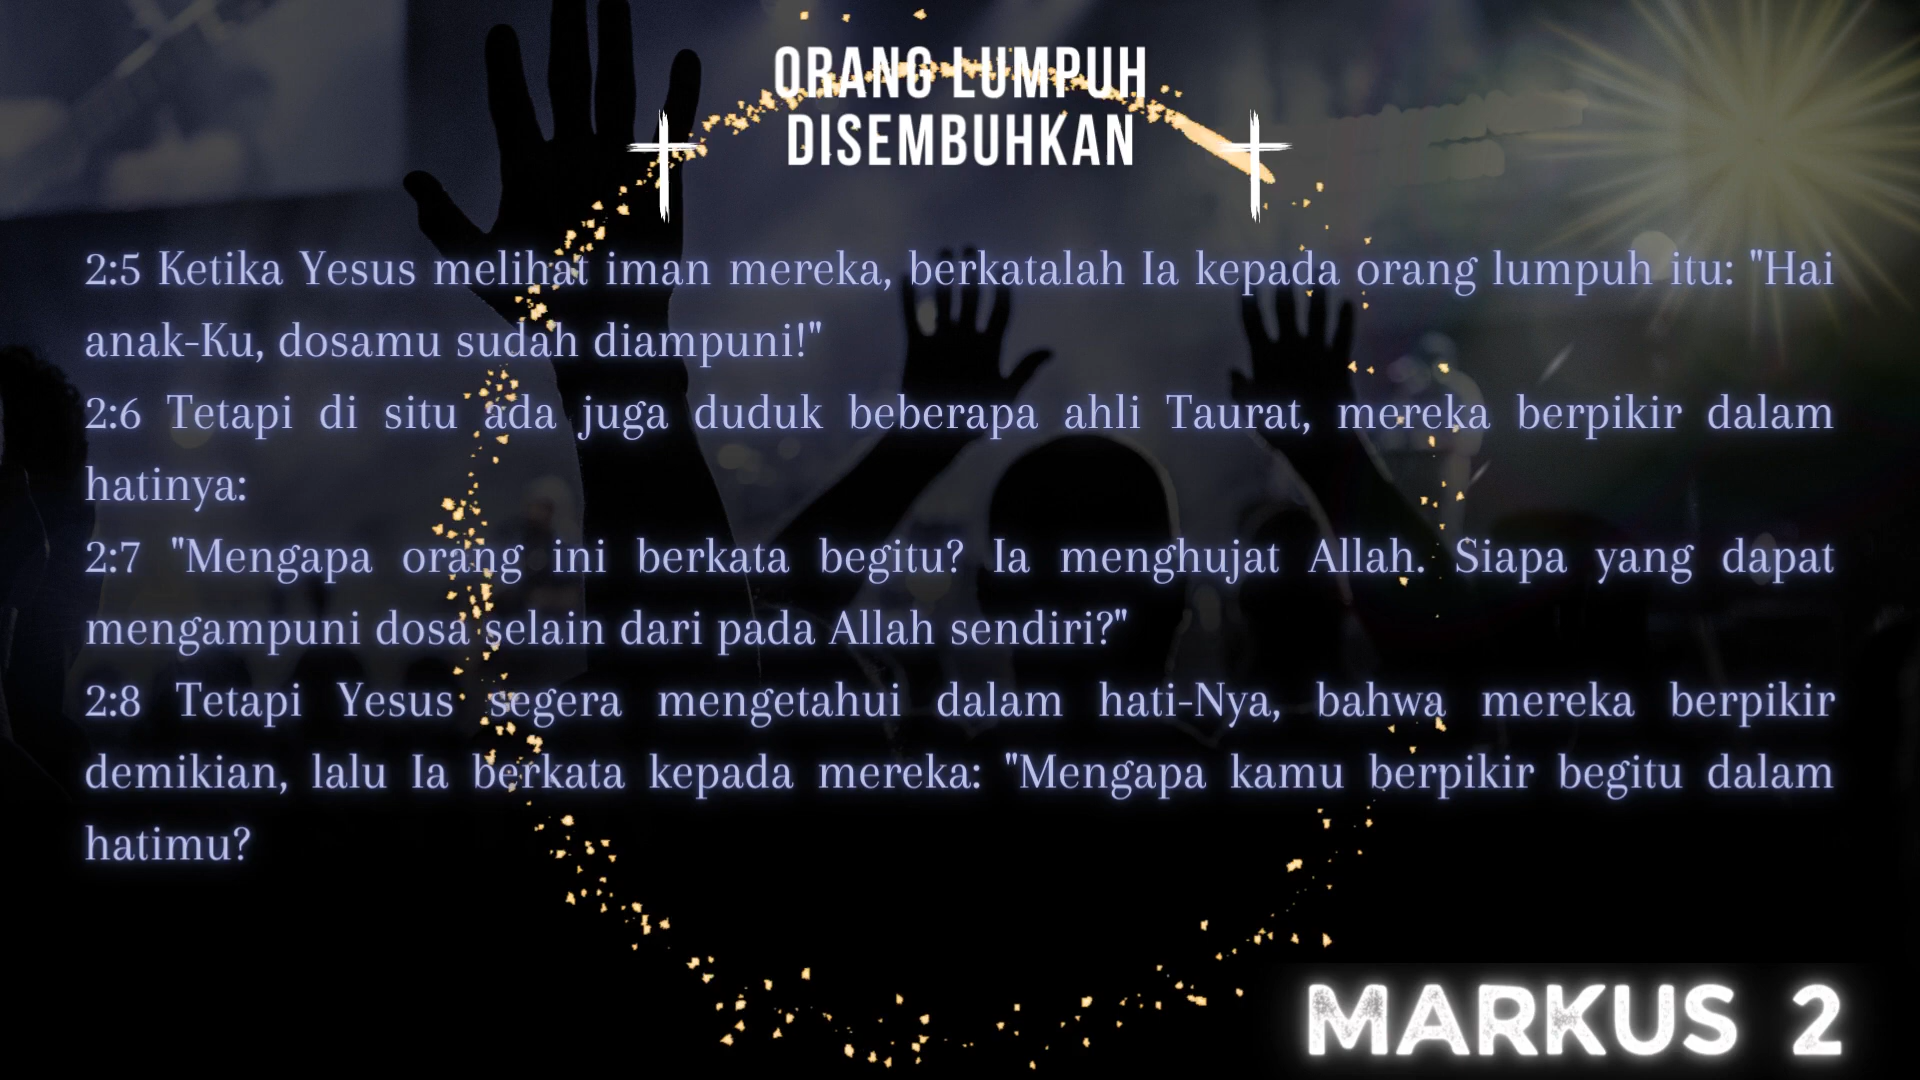 ORANG LUMPUH
DISEMBUHKAN
2:5 Ketika Yesus melihat iman mereka, berkatalah Ia kepada orang lumpuh itu: "Hai
anak-Ku, dosamu sudah diampuni!"
2:6 Tetapi di situ ada juga duduk beberapa ahli Taurat, mereka berpikir dalam
hatinya:
2:7 "Mengapa orang ini berkata begitu? Ia menghujat Allah. Siapa yang dapat
mengampuni dosa selain dari pada Allah sendiri?"
2:8 Tetapi Yesus segera mengetahui dalam hati-Nya, bahwa mereka berpikir
demikian, lalu Ia berkata kepada mereka: "Mengapa kamu berpikir begitu dalam
hatimu?
MARKUS 2